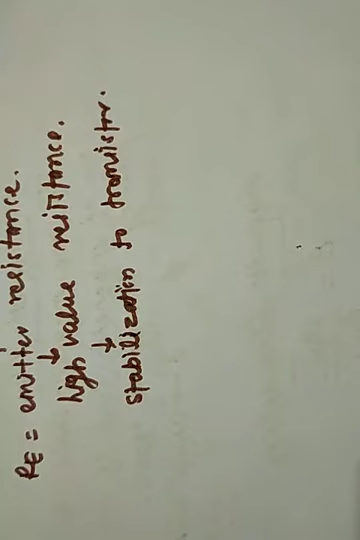 RE = emitter resistance.
↓
high value resistance.
↓
stabilization to transistor.